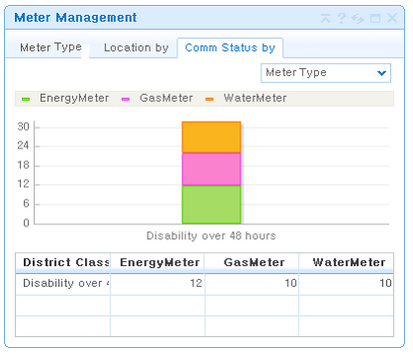 Meter Management
Meter Type Location by Comm Status by
Meter Type
EnergyMeter GasMeter WaterMeter
30
24
18
12
6
0
Disability over 48 hours
District Class EnergyMeter GasMeter WaterMeter
Disability over 12 10 10